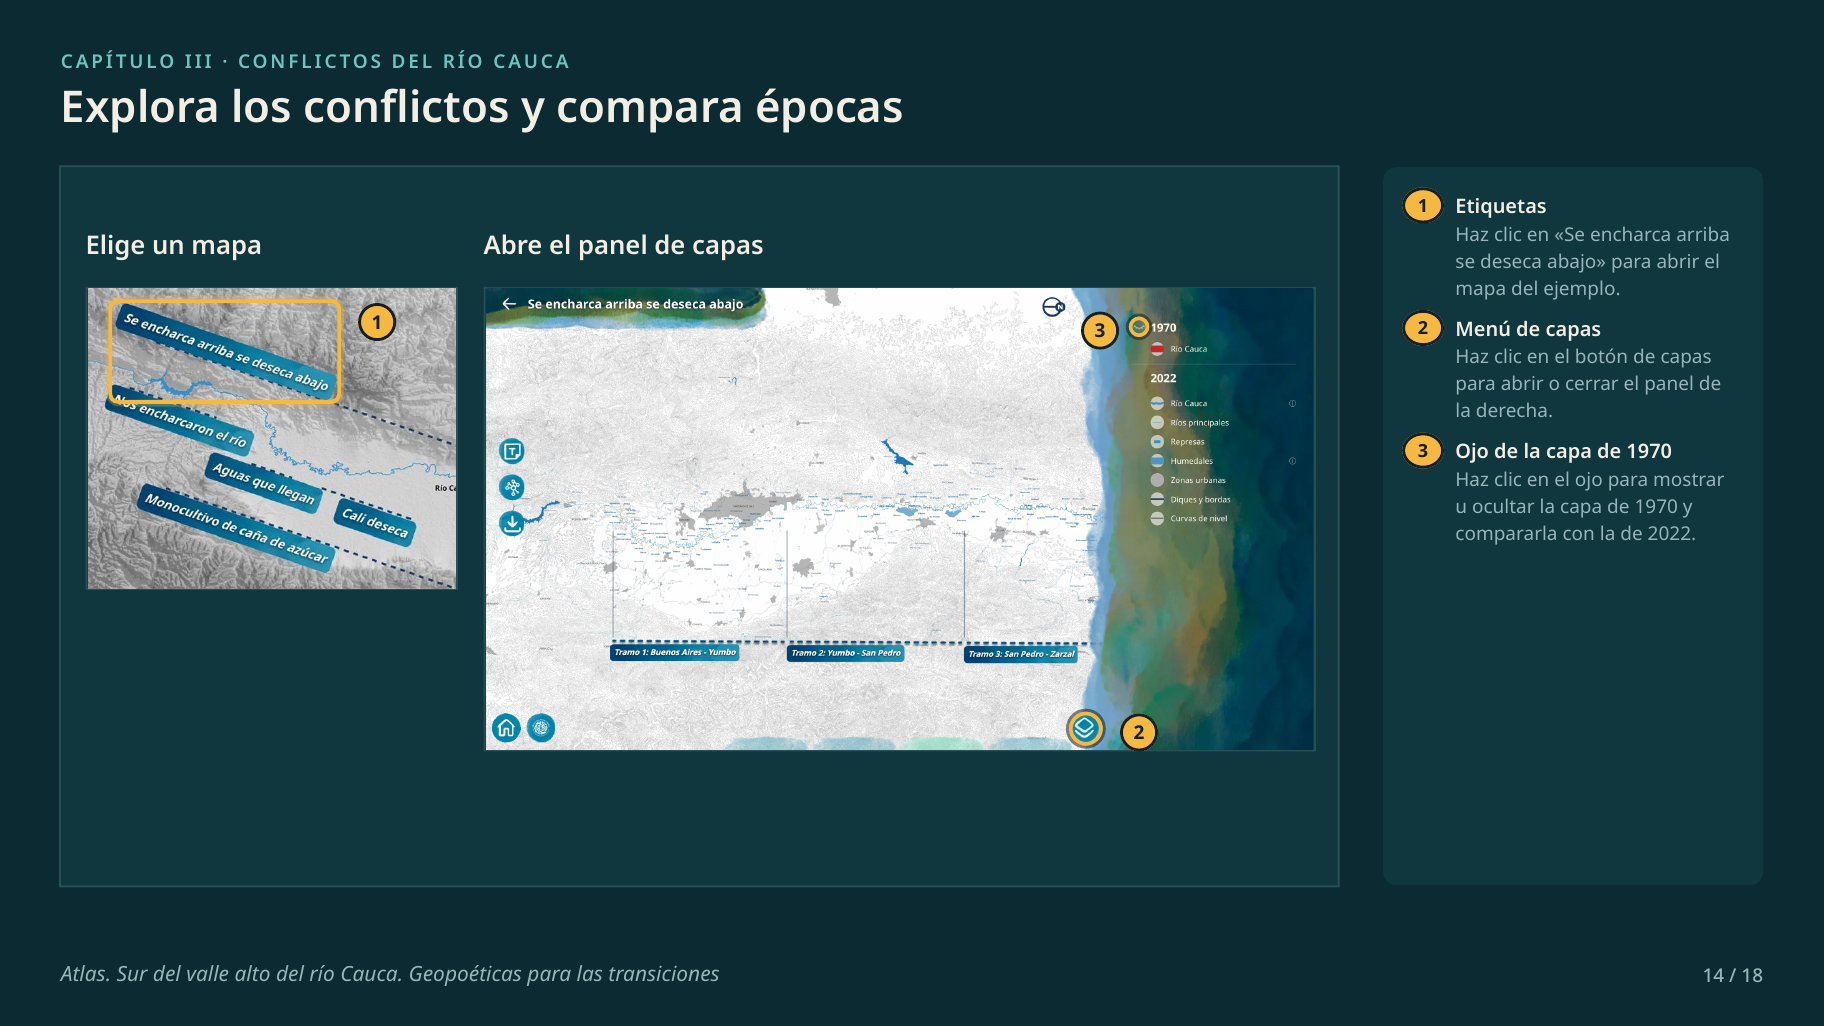 CAPÍTULO III · CONFLICTOS DEL RÍO CAUCA
Explora los conflictos y compara épocas
Elige un mapa
Se encharca arriba se deseca abajo
1
Nos encharcaron el río
Aguas que llegan
Río Ca
Cali deseca
Monocultivo de caña de azúcar
Abre el panel de capas
Se encharca arriba se deseca abajo
3
1970
Río Cauca
2022
Río Cauca
Ríos principales
Represas
Humedales
Zonas urbanas
Diques y bordas
Curvas de nivel
Tramo 1: Buenos Aires - Yumbo
Tramo 2: Yumbo - San Pedro
Tramo 3: San Pedro - Zarzal
2
1 Etiquetas
Haz clic en «Se encharca arriba
se deseca abajo» para abrir el
mapa del ejemplo.
2 Menú de capas
Haz clic en el botón de capas
para abrir o cerrar el panel de
la derecha.
3 Ojo de la capa de 1970
Haz clic en el ojo para mostrar
u ocultar la capa de 1970 y
compararla con la de 2022.
Atlas. Sur del valle alto del río Cauca. Geopoéticas para las transiciones
14 / 18